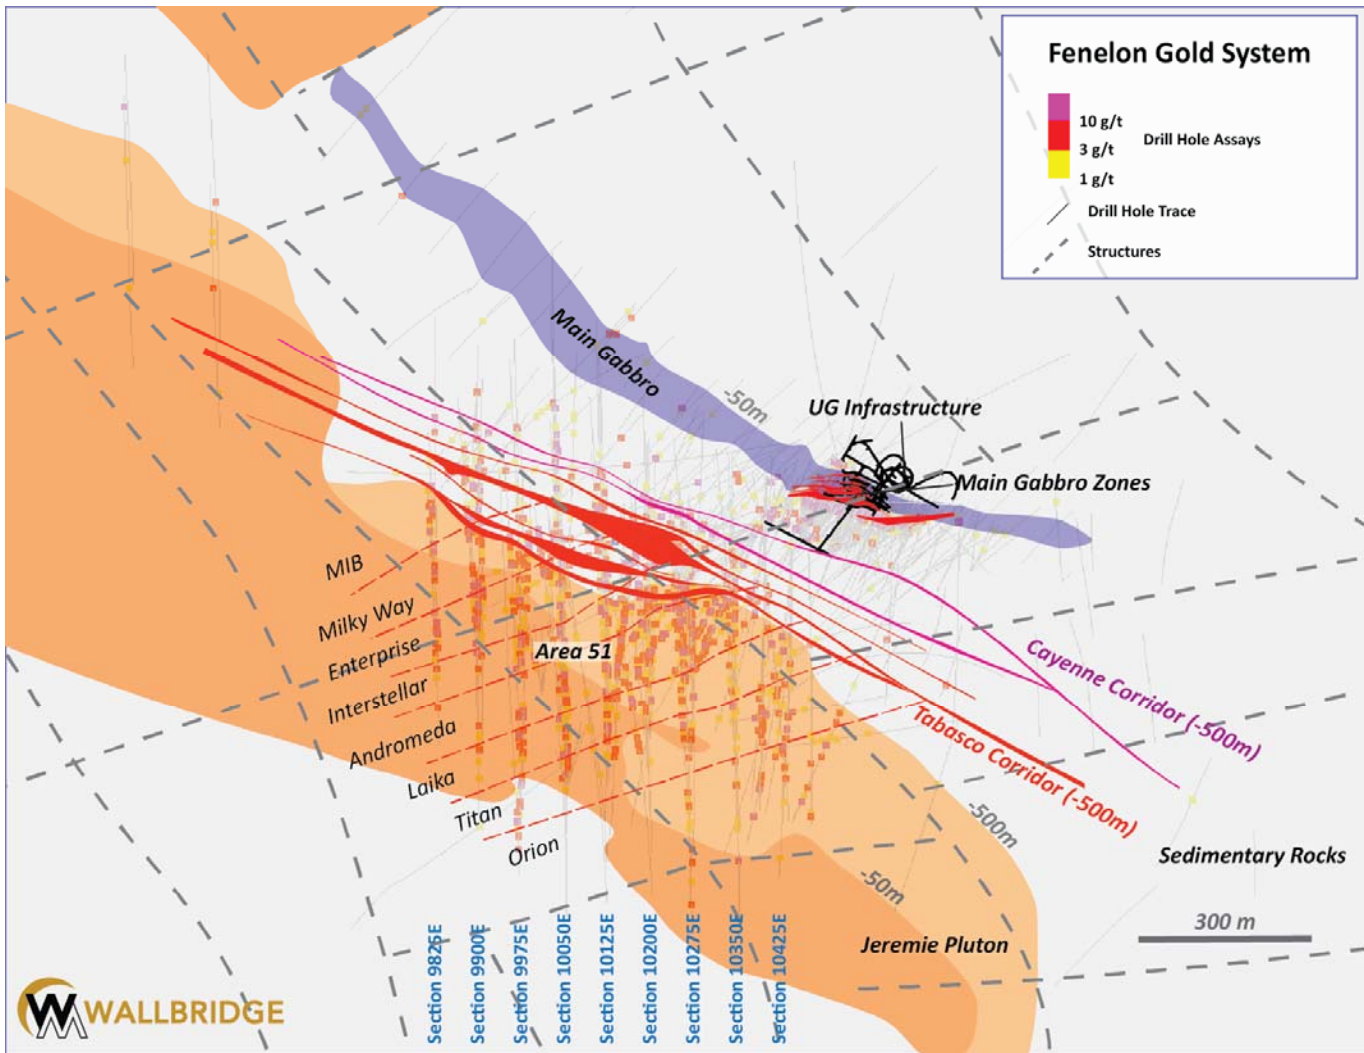 Fenelon Gold System
10 g/t
3 g/t
1 g/t
Drill Hole Assays
Drill Hole Trace
Structures
Main Gabbro
-50m
UG Infrastructure
Main Gabbro Zones
MIB
Milky Way
Enterprise
Interstellar
Andromeda
Laika
Titan
Orion
Area 51
Cayenne Corridor (-500m)
Tabasco Corridor (-500m)
-500m
-50m
Sedimentary Rocks
Jeremie Pluton
300 m
Section 9825E
Section 9900E
Section 9975E
Section 10050E
Section 10125E
Section 10200E
Section 10275E
Section 10350E
Section 10425E
WALLBRIDGE